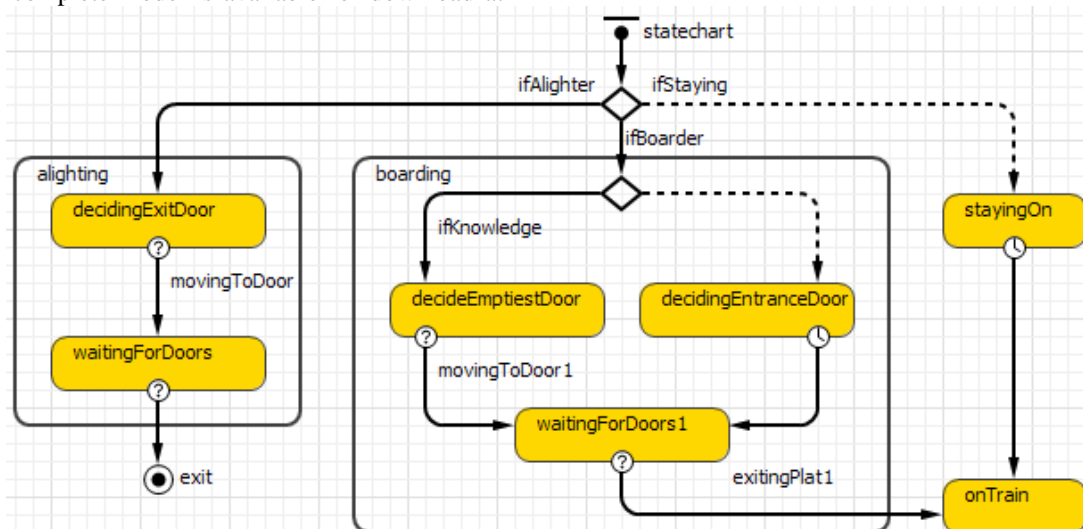 statechart
ifAlighter
ifStaying
ifBoarder
alighting
decidingExitDoor
?
movingToDoor
waitingForDoors
?
exit
boarding
ifKnowledge
decideEmptiestDoor
?
movingToDoor1
decidingEntranceDoor
waitingForDoors1
?
exitingPlat1
stayingOn
onTrain